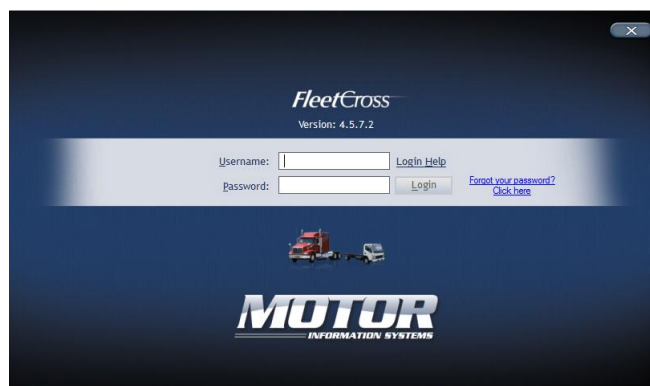 X
FleetCross
Version: 4.5.7.2
Username:
Login Help
Password:
Login
Forgot your password?
Click here
MOTOR
INFORMATION SYSTEMS